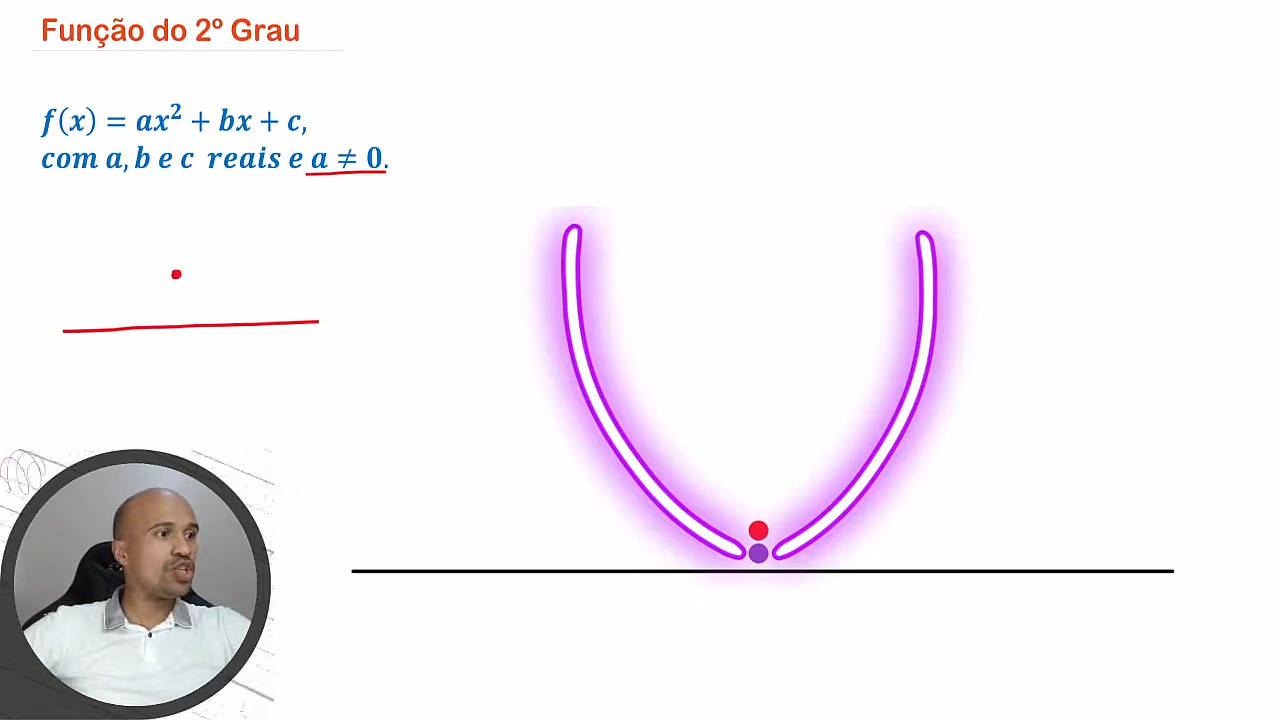 Função do 2º Grau
f(x) = ax² + bx + c,
com a, b e c reais e a ≠ 0.